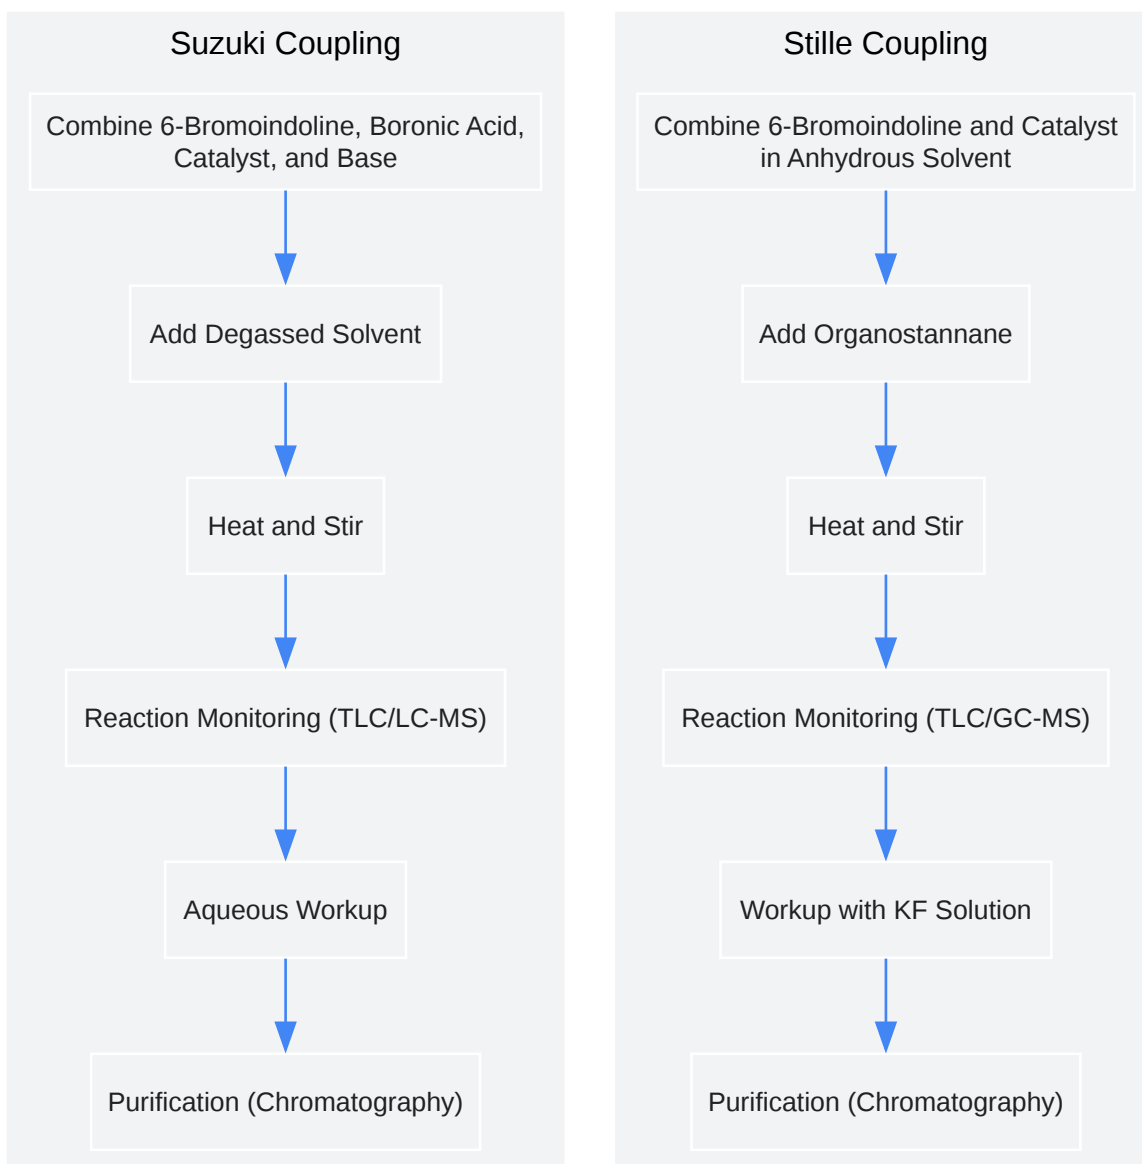 Suzuki Coupling
Combine 6-Bromoindoline, Boronic Acid,
Catalyst, and Base
Add Degassed Solvent
Heat and Stir
Reaction Monitoring (TLC/LC-MS)
Aqueous Workup
Purification (Chromatography)
Stille Coupling
Combine 6-Bromoindoline and Catalyst
in Anhydrous Solvent
Add Organostannane
Heat and Stir
Reaction Monitoring (TLC/GC-MS)
Workup with KF Solution
Purification (Chromatography)